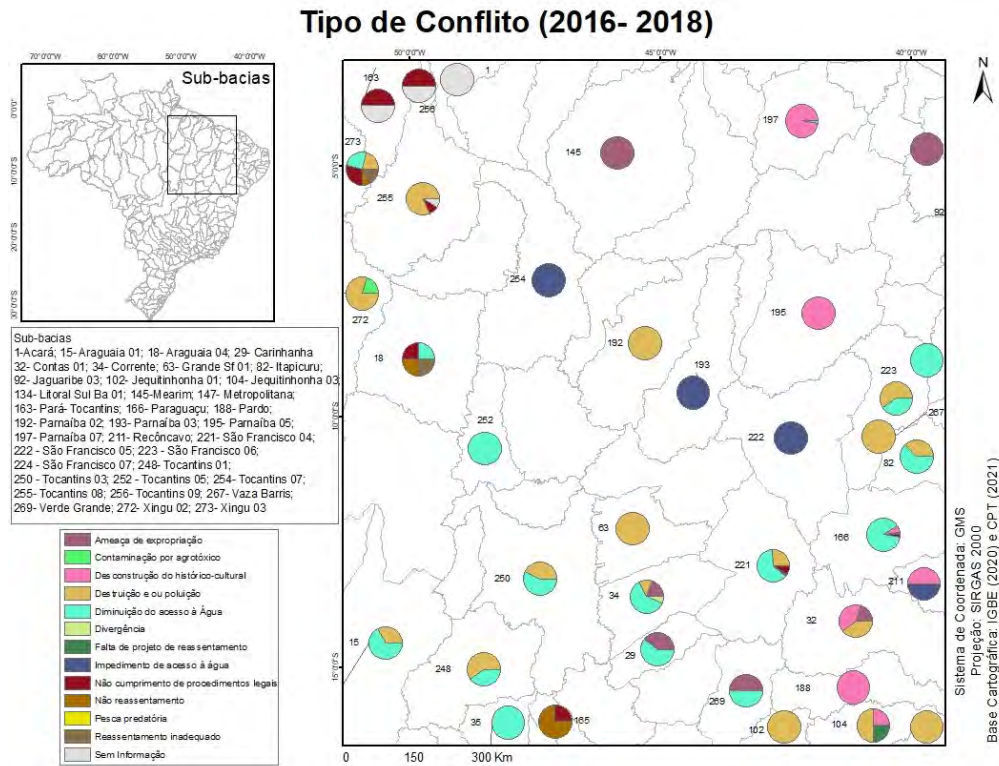 Tipo de Conflito (2016- 2018)
70°0'0"W 60°0'0"W 50°0'0"W 40°0'0"W
Sub-bacias
0°0'0"
10°0'0"S
20°0'0"S
30°0'0"S
50°0'0"W 45°0'0"W 40°0'0"W
5°0'0"S
10°0'0"S
15°0'0"S
N
163
256
1
197
273
145
255
92
254
272
195
192
18
193
223
267
252
222
82
63
166
250
221
211
34
32
15
29
248
269
188
35
165
102
104
Sub-bacias
1-Acará; 15- Araguaia 01; 18- Araguaia 04; 29- Carinhanha
32- Contas 01; 34- Corrente; 63- Grande Sf 01; 82- Itapicuru;
92- Jaguaribe 03; 102- Jequitinhonha 01; 104- Jequitinhonha 03;
134- Litoral Sul Ba 01; 145-Mearim; 147- Metropolitana;
163- Pará- Tocantins; 166- Paraguaçu; 188- Pardo;
192- Parnaíba 02; 193- Parnaíba 03; 195- Parnaíba 05;
197- Parnaíba 07; 211- Recôncavo; 221- São Francisco 04;
222 - São Francisco 05; 223 - São Francisco 06;
224 - São Francisco 07; 248- Tocantins 01;
250 - Tocantins 03; 252 - Tocantins 05; 254- Tocantins 07;
255- Tocantins 08; 256- Tocantins 09; 267- Vaza Barris;
269- Verde Grande; 272- Xingu 02; 273- Xingu 03
Ameaça de expropriação
Contaminação por agrotóxico
Desconstrução do histórico-cultural
Destruição e ou poluição
Diminuição do acesso à Água
Divergência
Falta de projeto de reassentamento
Impedimento de acesso à água
Não cumprimento de procedimentos legais
Não reassentamento
Pesca predatória
Reassentamento inadequado
Sem Informação
0 150 300 Km
Sistema de Coordenada: GMS
Projeção: SIRGAS 2000
Base Cartográfica: IGBE (2020) e CPT (2021)